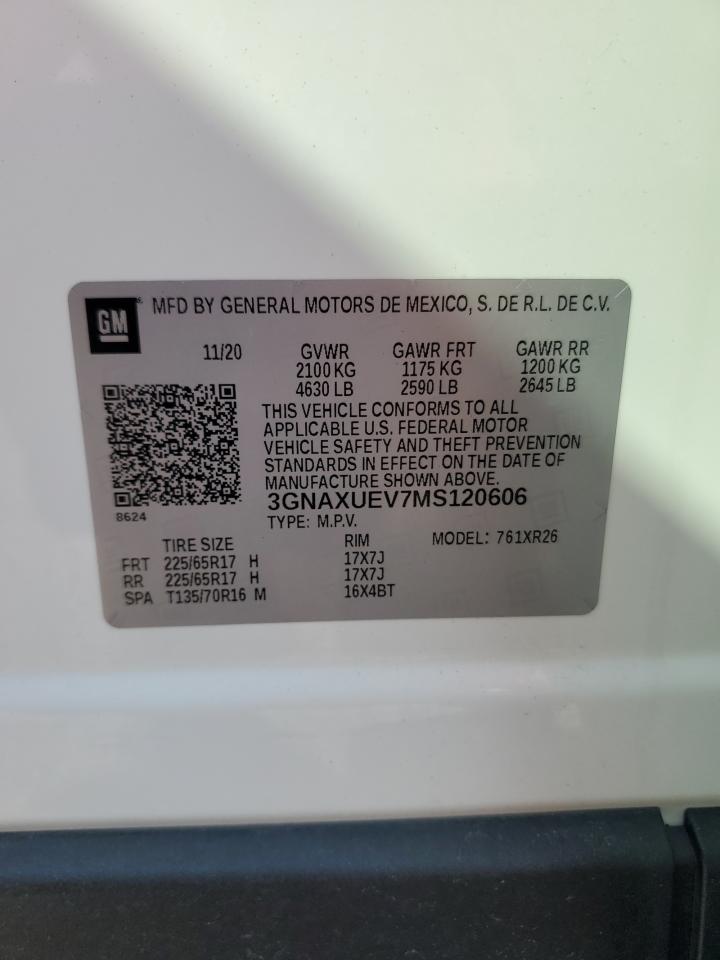 GM MFD BY GENERAL MOTORS DE MEXICO, S. DE R.L. DE C.V.
11/20 GVWR GAWR FRT GAWR RR
2100 KG 1175 KG 1200 KG
4630 LB 2590 LB 2645 LB
THIS VEHICLE CONFORMS TO ALL
APPLICABLE U.S. FEDERAL MOTOR
VEHICLE SAFETY AND THEFT PREVENTION
STANDARDS IN EFFECT ON THE DATE OF
MANUFACTURE SHOWN ABOVE.
3GNAXUEV7MS120606
8624
TYPE: M.P.V.
TIRE SIZE RIM MODEL: 761XR26
FRT 225/65R17 H 17X7J
RR 225/65R17 H 17X7J
SPA T135/70R16 M 16X4BT